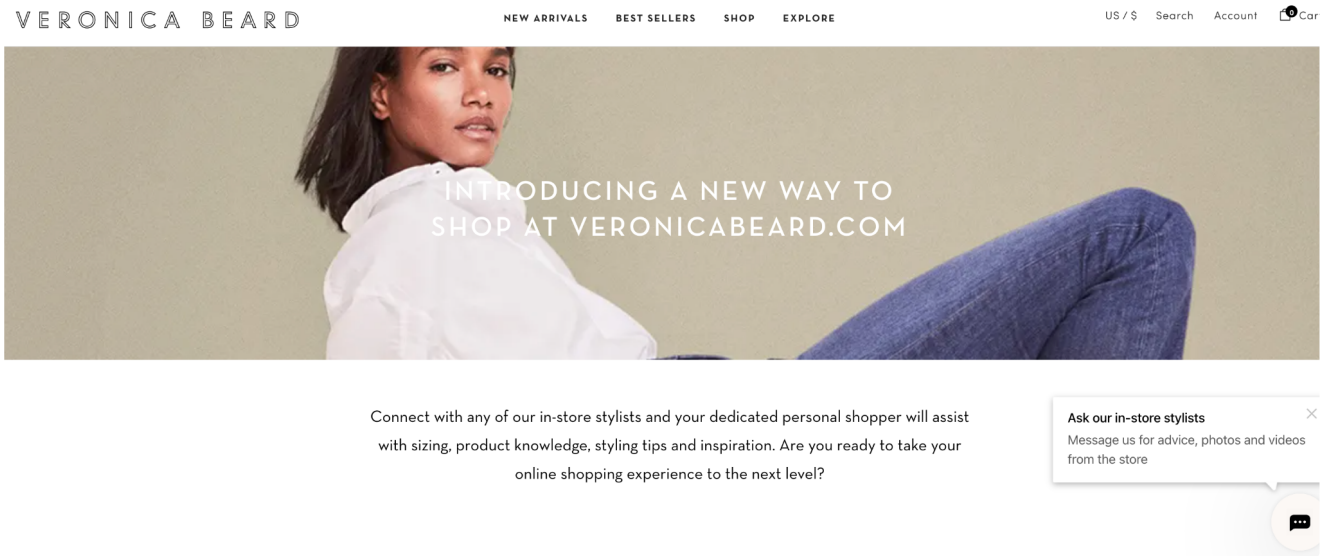 VERONICA BEARD
NEW ARRIVALS BEST SELLERS SHOP EXPLORE
US / $ Search Account 0 Car
INTRODUCING A NEW WAY TO
SHOP AT VERONICABEARD.COM
Connect with any of our in-store stylists and your dedicated personal shopper will assist
with sizing, product knowledge, styling tips and inspiration. Are you ready to take your
online shopping experience to the next level?
Ask our in-store stylists
Message us for advice, photos and videos
from the store